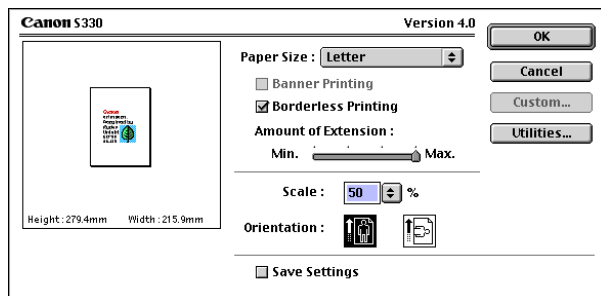 Canon S330
Version 4.0
OK
Paper Size : Letter
Cancel
Banner Printing
Custom...
Borderless Printing
Utilities...
Amount of Extension :
Min. Max.
Scale : 50 %
Height : 279.4mm Width : 215.9mm
Orientation :
Save Settings